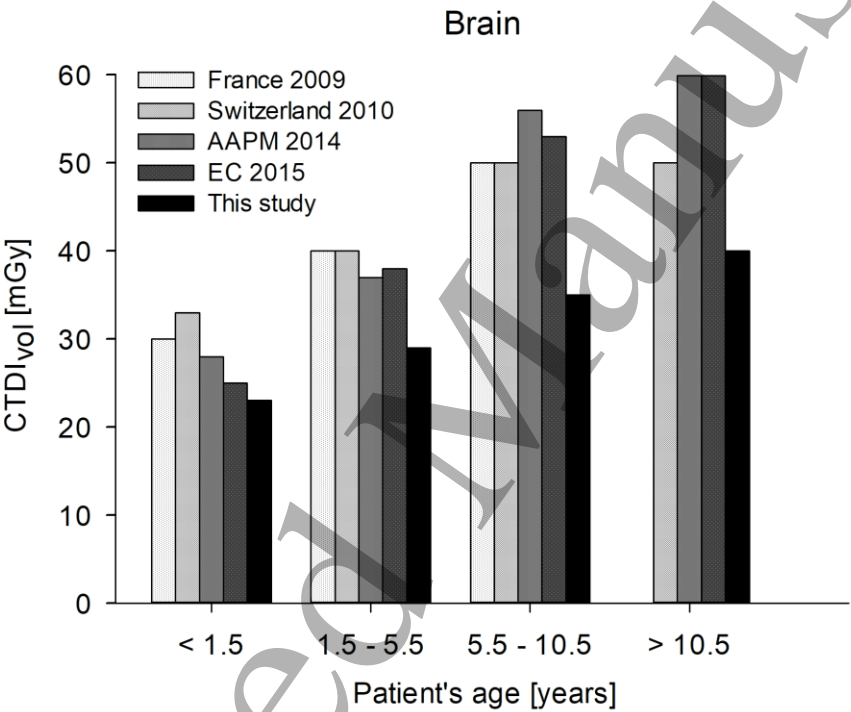 Brain
60
50
40
30
20
10
0
CTDIvol [mGy]
France 2009
Switzerland 2010
AAPM 2014
EC 2015
This study
< 1.5
1.5 - 5.5
5.5 - 10.5
> 10.5
Patient's age [years]